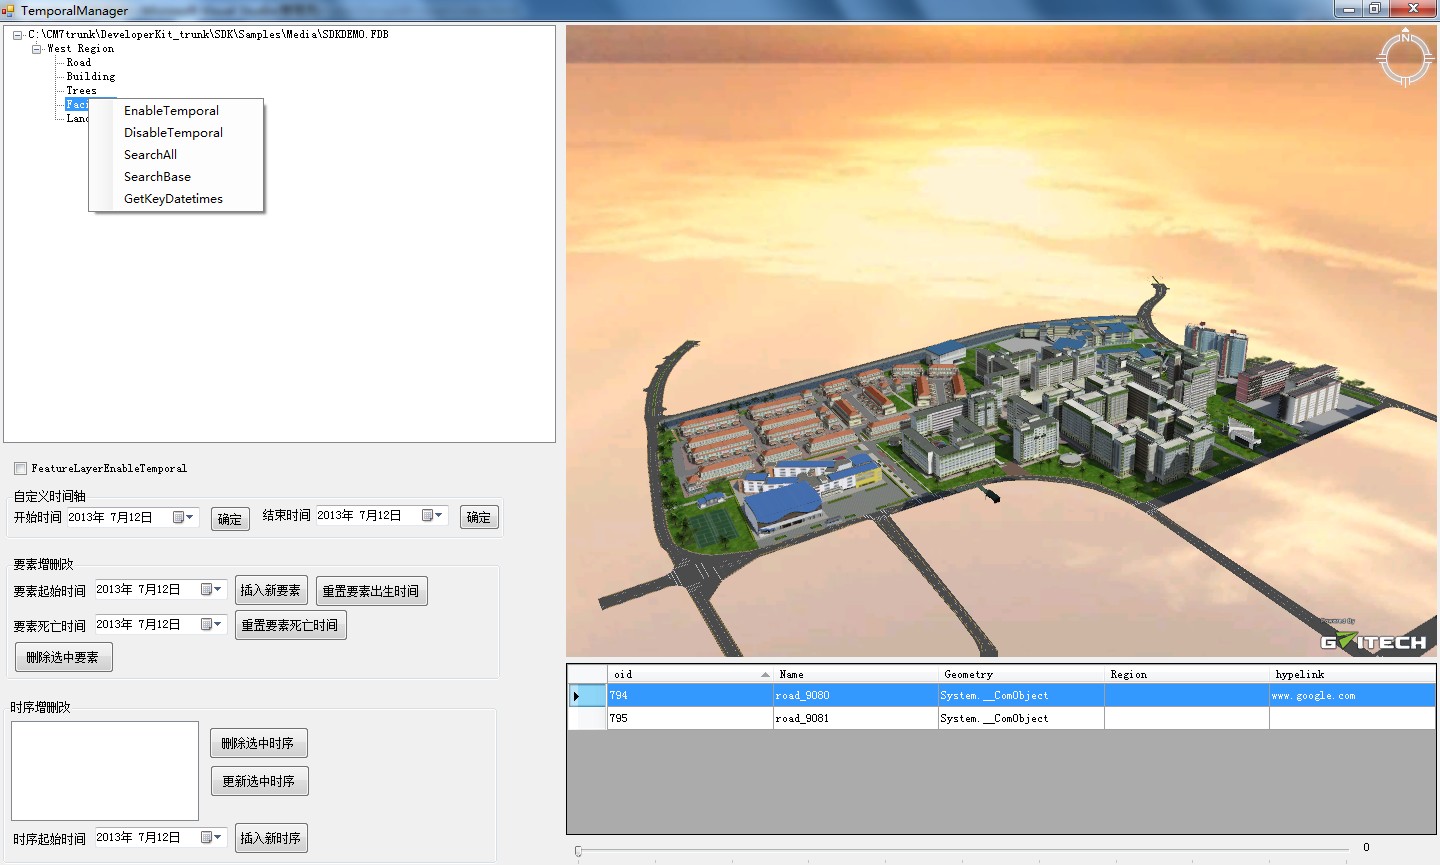 TemporalManager
C:\CM7trunk\DeveloperKit_trunk\SDK\Samples\Media\SDKDEMO.FDB
West Region
Road
Building
Trees
Faci
Land
EnableTemporal
DisableTemporal
SearchAll
SearchBase
GetKeyDatetimes
FeatureLayerEnableTemporal
自定义时间轴
开始时间 2013年 7月12日 确定 结束时间 2013年 7月12日 确定
要素增删改
要素起始时间 2013年 7月12日 插入新要素 重置要素出生时间
要素死亡时间 2013年 7月12日 重置要素死亡时间
删除选中要素
时序增删改
删除选中时序
更新选中时序
时序起始时间 2013年 7月12日 插入新时序
N
Powered By
GVITECH
oid Name Geometry Region hypelink
794 road_9080 System.__ComObject www.google.com
795 road_9081 System.__ComObject
0